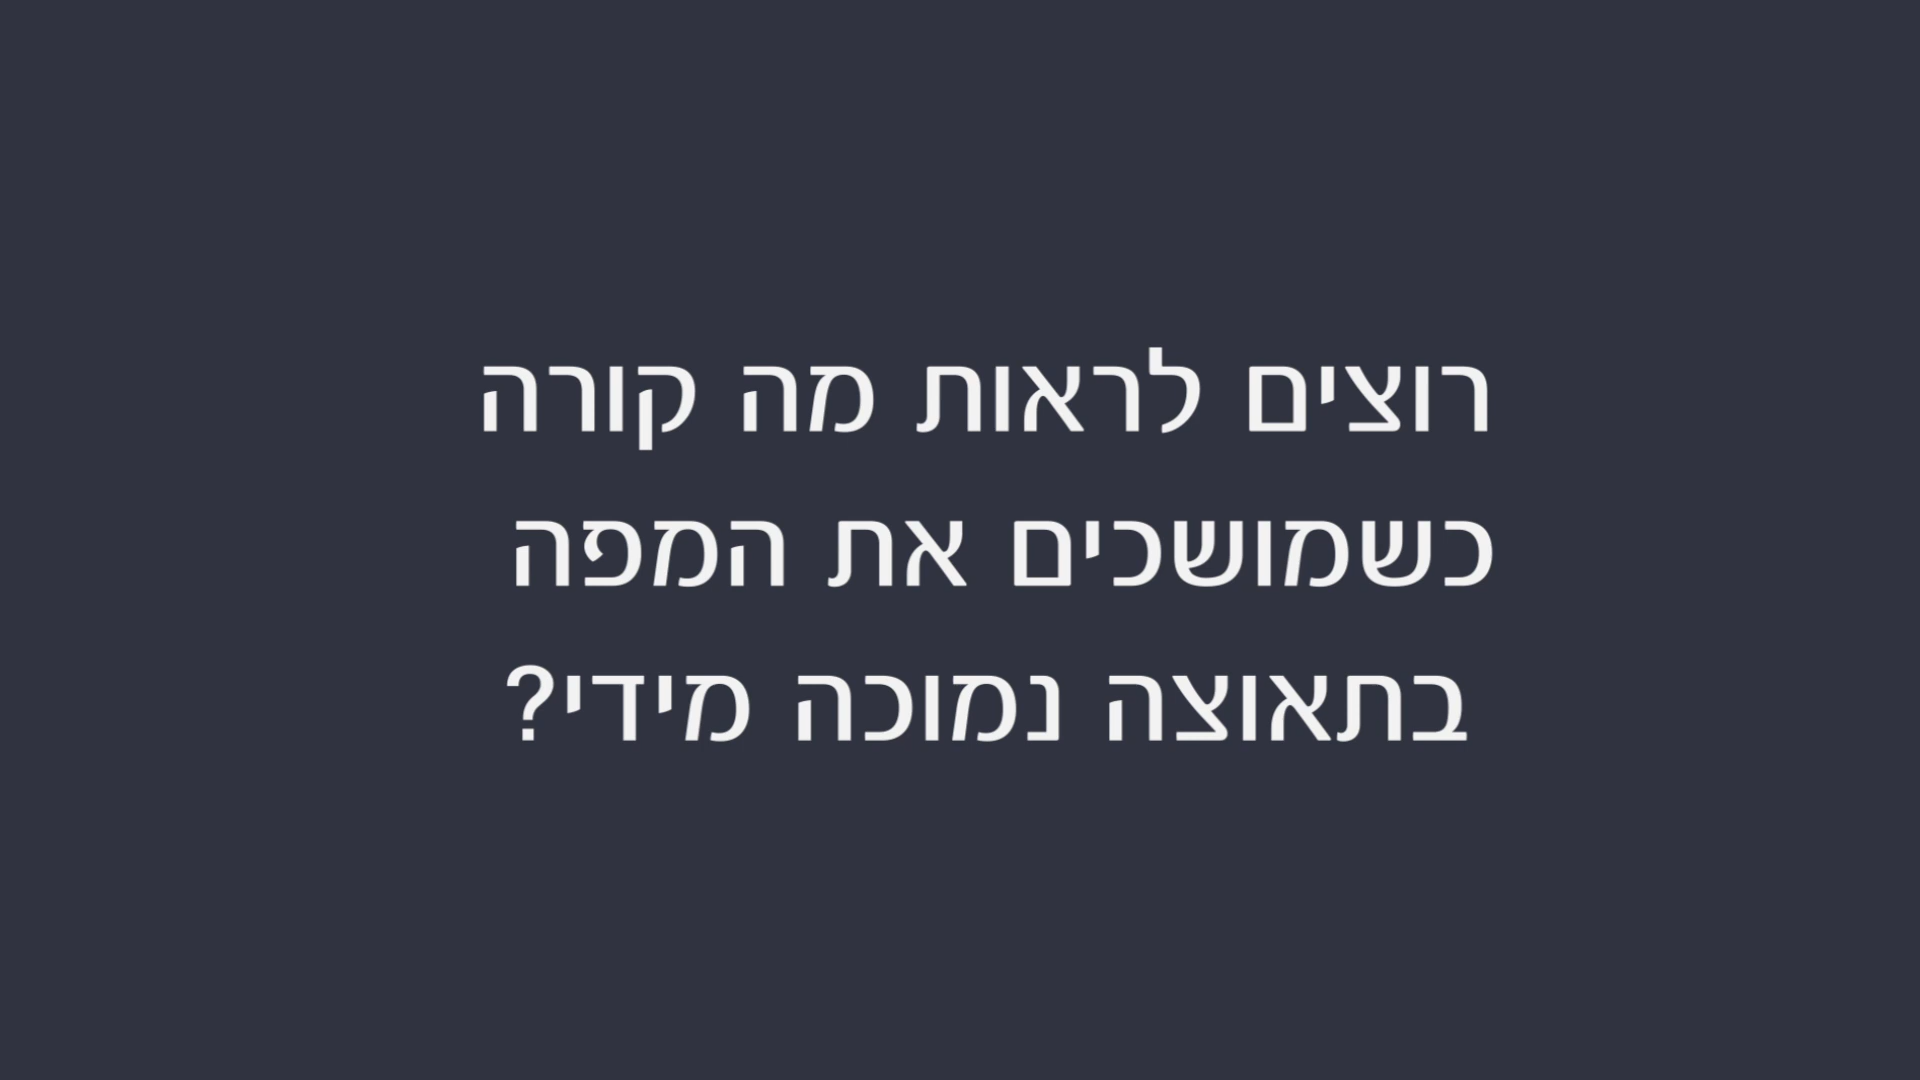 רוצים לראות מה קורה
כשמושכים את המפה
בתאוצה נמוכה מידי?